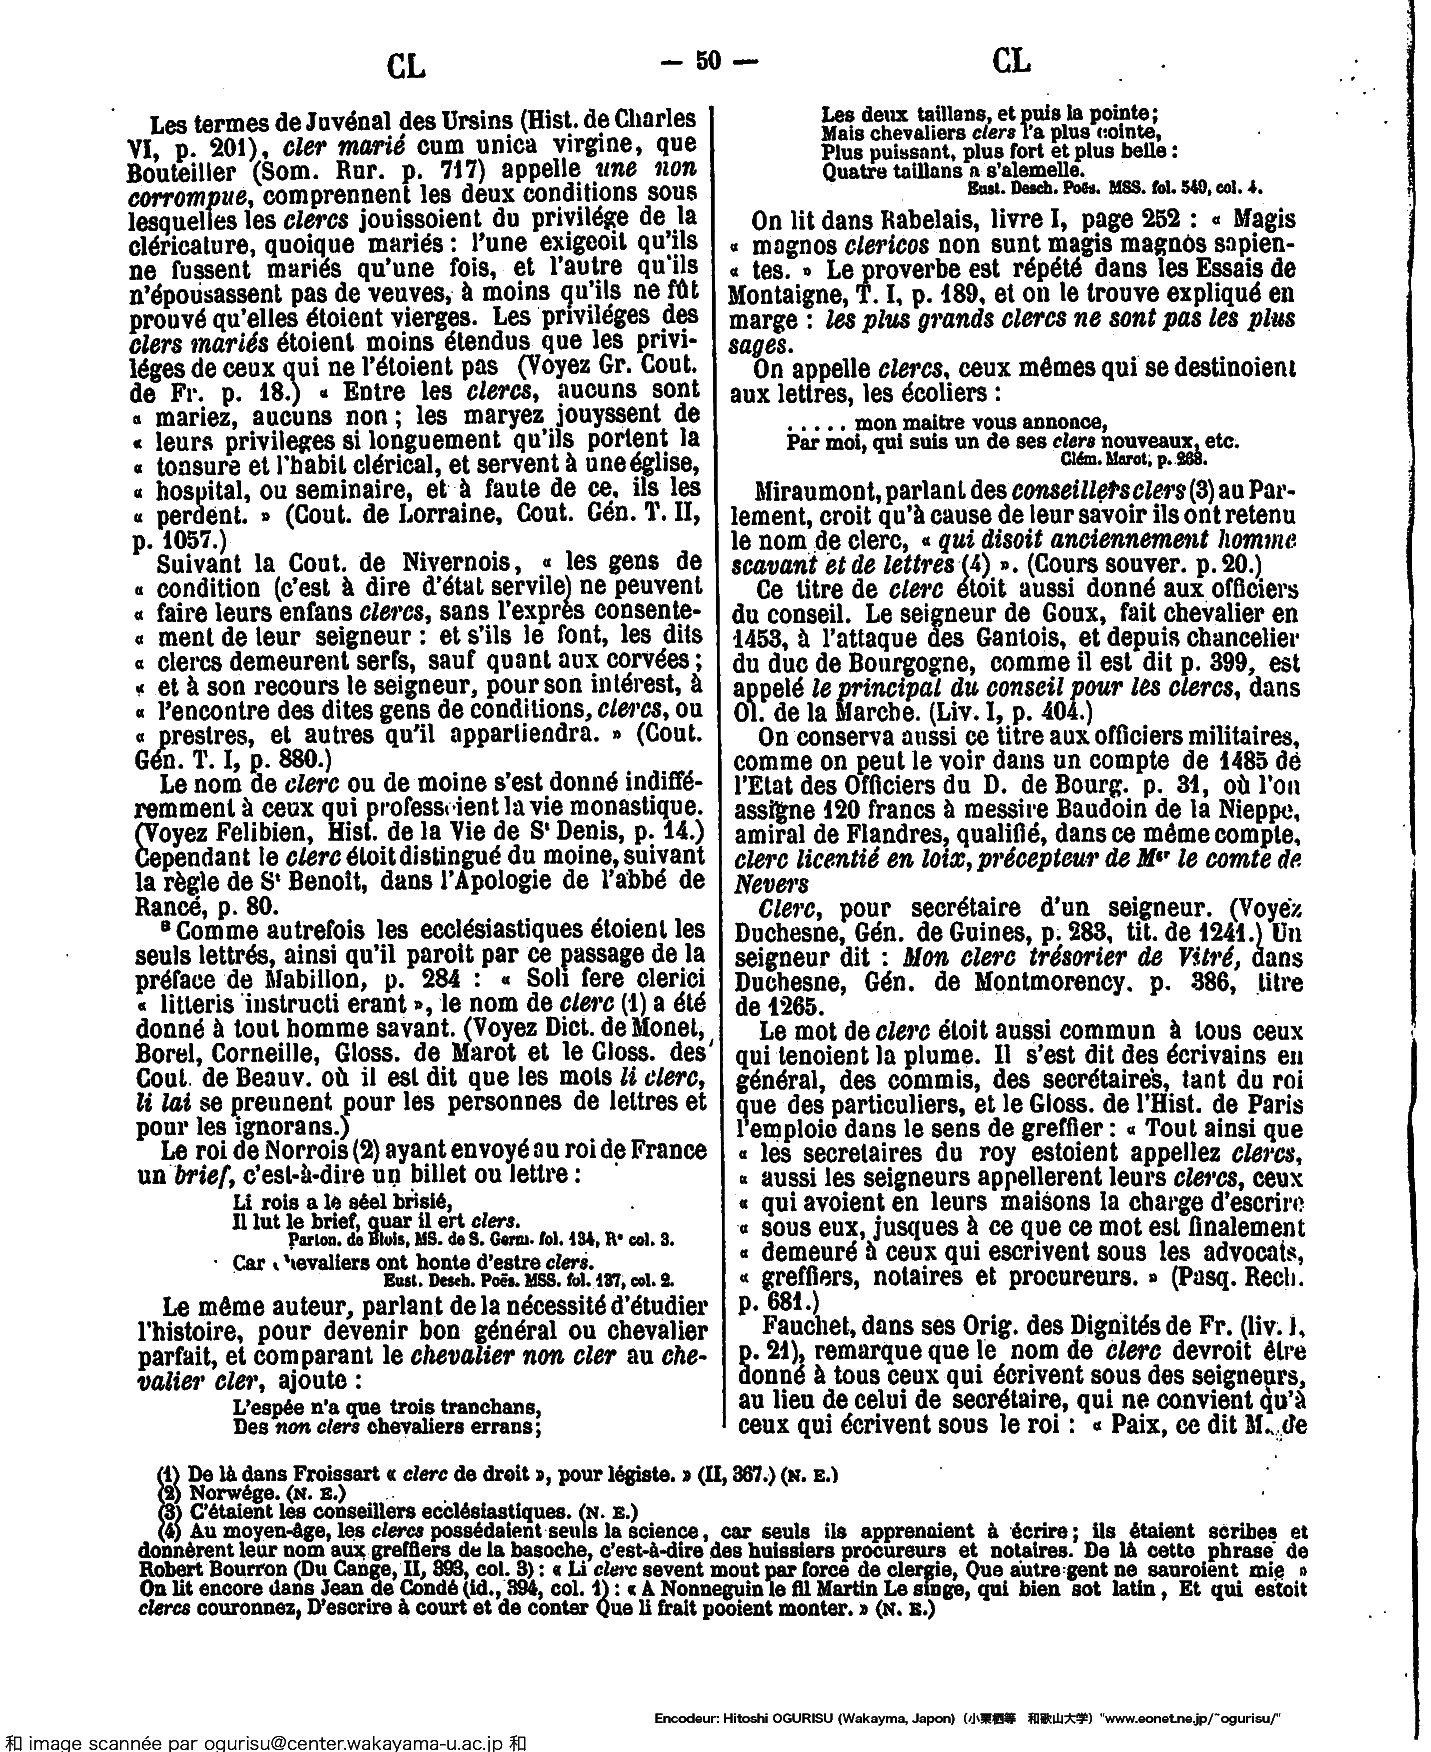 CL
— 50 —
CL
Les termes de Juvénal des Ursins (Hist. de Charles
VI, p. 201), cler marié cum unica virgine, que
Bouteillier (Som. Rur. p. 717) appelle une non
corrompue, comprennent les deux conditions sous
lesquelles les clercs jouissoient du privilége de la
cléricature, quoique mariés : l'une exigeoit qu'ils
ne fussent mariés qu'une fois, et l'autre qu'ils
n'épousassent pas de veuves, à moins qu'ils ne fût
prouvé qu'elles étoient vierges. Les priviléges des
clers mariés étoient moins étendus que les privi-
léges de ceux qui ne l'étoient pas (Voyez Gr. Cout.
de Fr. p. 18.) « Entre les clercs, aucuns sont
« mariez, aucuns non ; les maryez jouyssent de
« leurs privileges si longuement qu'ils portent la
« tonsure et l'habit clérical, et servent à une église,
« hospital, ou seminaire, et à faute de ce, ils les
« perdent. » (Cout. de Lorraine, Cout. Gén. T. II,
p. 1057.)
Suivant la Cout. de Nivernois, « les gens de
« condition (c'est à dire d'état servile) ne peuvent
« faire leurs enfans clercs, sans l'exprès consente-
« ment de leur seigneur : et s'ils le font, les dits
« clercs demeurent serfs, sauf quant aux corvées ;
« et à son recours le seigneur, pour son intérest, à
« l'encontre des dites gens de conditions, clercs, ou
« prestres, et autres qu'il appartiendra. » (Cout.
Gén. T. I, p. 880.)
Le nom de clerc ou de moine s'est donné indiffé-
remment à ceux qui professoient la vie monastique.
(Voyez Felibien, Hist. de la Vie de St Denis, p. 14.)
Cependant le clerc étoit distingué du moine, suivant
la règle de St Benoît, dans l'Apologie de l'abbé de
Rancé, p. 80.
B Comme autrefois les ecclésiastiques étoient les
seuls lettrés, ainsi qu'il paroit par ce passage de la
préface de Mabillon, p. 284 : « Soli fere clerici
« litteris instructi erant », le nom de clerc (1) a été
donné à tout homme savant. (Voyez Dict. de Monet,
Borel, Corneille, Gloss. de Marot et le Gloss. des
Cout. de Beauv. où il est dit que les mots li clerc,
li lai se prennent pour les personnes de lettres et
pour les ignorans.)
Le roi de Norrois (2) ayant envoyé au roi de France
un brief, c'est-à-dire un billet ou lettre :
Li rois a le séel brisié,
Il lut le brief, quar il ert clers.
Parton. de Blois, MS. de S. Germ. fol. 134, R° col. 3.
Car chevaliers ont honte d'estre clers.
Eust. Desch. Poës. MSS. fol. 137, col. 2.
Le même auteur, parlant de la nécessité d'étudier
l'histoire, pour devenir bon général ou chevalier
parfait, et comparant le chevalier non cler au che-
valier cler, ajoute :
L'espée n'a que trois tranchans,
Des non clers chevaliers errans;
Les deux taillans, et puis la pointe;
Mais chevaliers clers l'a plus cointe,
Plus puissant, plus fort et plus belle :
Quatre taillans a s'alemelle.
Eust. Desch. Poës. MSS. fol. 549, col. 4.
On lit dans Rabelais, livre I, page 252 : « Magis
« magnos clericos non sunt magis magnos sapien-
« tes. » Le proverbe est répété dans les Essais de
Montaigne, T. I, p. 189, et on le trouve expliqué en
marge : les plus grands clercs ne sont pas les plus
sages.
On appelle clercs, ceux mêmes qui se destinoient
aux lettres, les écoliers :
. . . . . mon maitre vous annonce,
Par moi, qui suis un de ses clers nouveaux, etc.
Clém. Marot, p. 268.
Miraumont, parlant des conseillers clers (3) au Par-
lement, croit qu'à cause de leur savoir ils ont retenu
le nom de clerc, « qui disoit anciennement homme
scavant et de lettres (4) ». (Cours souver. p. 20.)
Ce titre de clerc étoit aussi donné aux officiers
du conseil. Le seigneur de Goux, fait chevalier en
1453, à l'attaque des Gantois, et depuis chancelier
du duc de Bourgogne, comme il est dit p. 399, est
appelé le principal du conseil pour les clercs, dans
Ol. de la Marche. (Liv. I, p. 404.)
On conserva aussi ce titre aux officiers militaires,
comme on peut le voir dans un compte de 1485 de
l'Etat des Officiers du D. de Bourg. p. 31, où l'on
assigne 120 francs à messire Baudoin de la Nieppe,
amiral de Flandres, qualifié, dans ce même compte,
clerc licentié en loix, précepteur de Mgr le comte de
Nevers
Clerc, pour secrétaire d'un seigneur. (Voyez
Duchesne, Gén. de Guines, p. 283, tit. de 1241.) Un
seigneur dit : Mon clerc trésorier de Vitré, dans
Duchesne, Gén. de Montmorency. p. 386, titre
de 1265.
Le mot de clerc étoit aussi commun à tous ceux
qui tenoient la plume. Il s'est dit des écrivains en
général, des commis, des secrétaires, tant du roi
que des particuliers, et le Gloss. de l'Hist. de Paris
l'emploie dans le sens de greffier : « Tout ainsi que
« les secretaires du roy estoient appellez clercs,
« aussi les seigneurs appellerent leurs clercs, ceux
« qui avoient en leurs maisons la charge d'escrire
« sous eux, jusques à ce que ce mot est finalement
« demeuré à ceux qui escrivent sous les advocats,
« greffiers, notaires et procureurs. » (Pasq. Rech.
p. 681.)
Fauchet, dans ses Orig. des Dignités de Fr. (liv. I,
p. 21), remarque que le nom de clerc devroit être
donné à tous ceux qui écrivent sous des seigneurs,
au lieu de celui de secrétaire, qui ne convient qu'à
ceux qui écrivent sous le roi : « Paix, ce dit M. de
(1) De là dans Froissart « clerc de droit », pour légiste. » (II, 367.) (N. E.)
(2) Norwége. (N. E.)
(3) C'étaient les conseillers ecclésiastiques. (N. E.)
(4) Au moyen-âge, les clercs possédaient seuls la science, car seuls ils apprenaient à écrire ; ils étaient scribes et
donnèrent leur nom aux greffiers de la basoche, c'est-à-dire des huissiers procureurs et notaires. De là cette phrase de
Robert Bourron (Du Cange, II, 393, col. 3) : « Li clerc sevent mout par force de clergie, Que autre gent ne sauroient mie »
On lit encore dans Jean de Condé (id., 394, col. 1) : « A Nonneguin le fil Martin Le singe, qui bien sot latin, Et qui estoit
clercs couronnez, D'escrire à court et de conter Que li frait pooient monter. » (N. E.)
Encodeur: Hitoshi OGURISU (Wakayma, Japon) (小栗栖等 和歌山大学) "www.eonet.ne.jp/~ogurisu/"
和 image scannée par ogurisu@center.wakayama-u.ac.jp 和